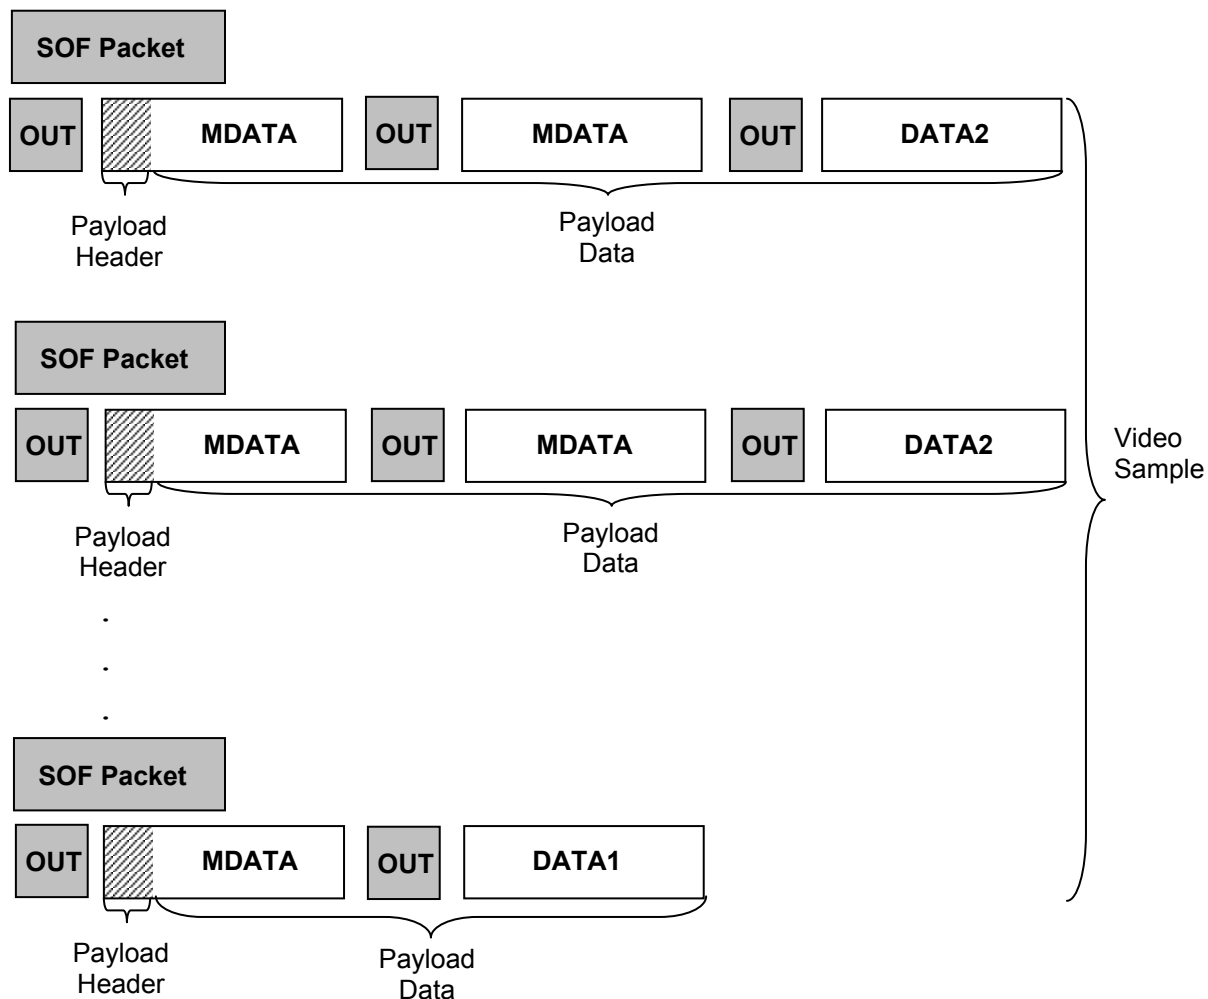 SOF Packet
OUT MDATA OUT MDATA OUT DATA2
Payload
Header
Payload
Data
SOF Packet
OUT MDATA OUT MDATA OUT DATA2
Video
Sample
Payload
Header
Payload
Data
.
.
.
SOF Packet
OUT MDATA OUT DATA1
Payload
Header
Payload
Data